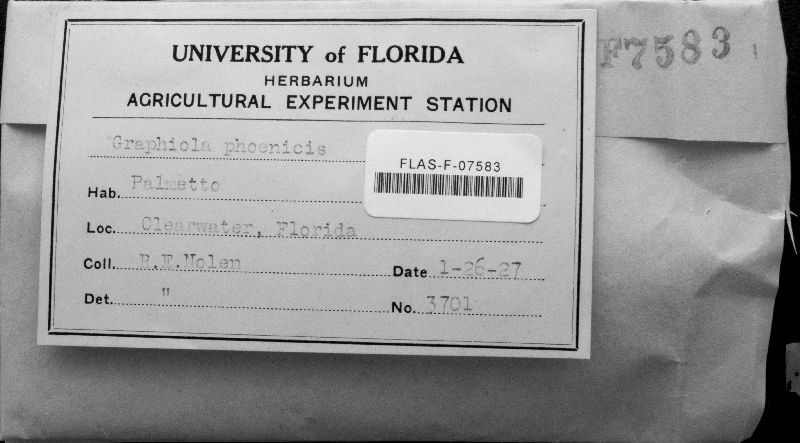 UNIVERSITY of FLORIDA
HERBARIUM
AGRICULTURAL EXPERIMENT STATION
F7583
Graphiola phoenicis
FLAS-F-07583
Hab. Palmetto
Loc. Clearwater, Florida
Coll. R.E.Nolen Date 1-26-27
Det. " No. 3701